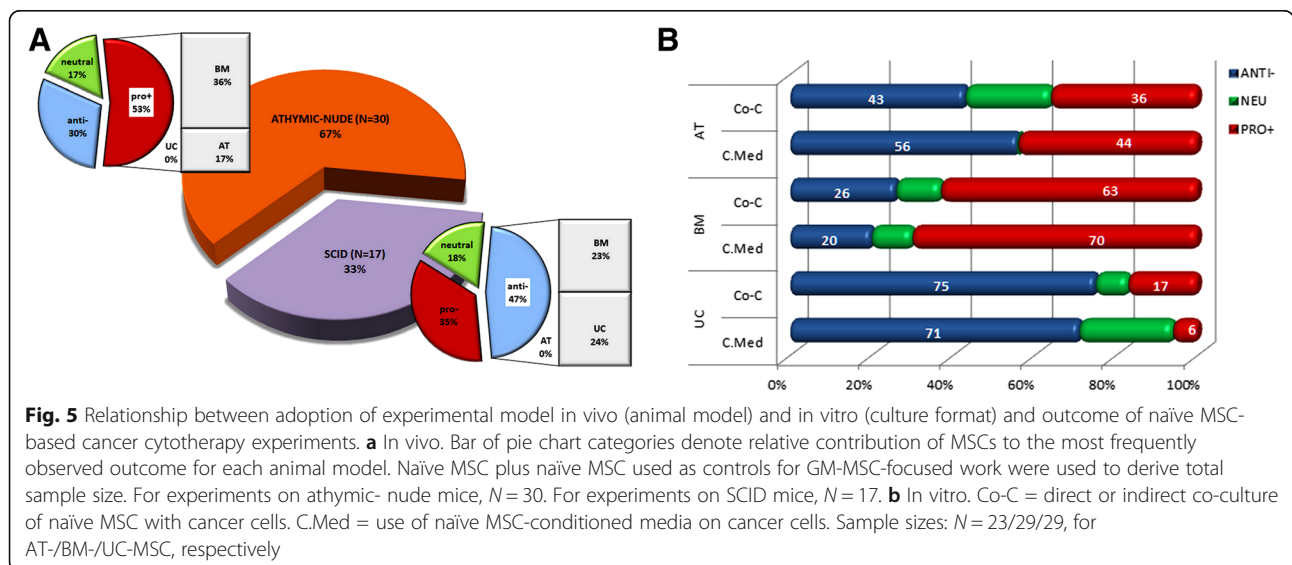 A
neutral
17%
pro+
53%
anti-
30%
BM
36%
UC
0%
AT
17%
ATHYMIC-NUDE (N=30)
67%
SCID (N=17)
33%
neutral
18%
anti-
47%
pro-
35%
BM
23%
AT
0%
UC
24%
B
ANTI-
NEU
PRO+
AT
Co-C
43
36
C.Med
56
44
BM
Co-C
26
63
C.Med
20
70
UC
Co-C
75
17
C.Med
71
6
0%
20%
40%
60%
80%
100%
Fig. 5 Relationship between adoption of experimental model in vivo (animal model) and in vitro (culture format) and outcome of naïve MSC-
based cancer cytotherapy experiments. a In vivo. Bar of pie chart categories denote relative contribution of MSCs to the most frequently
observed outcome for each animal model. Naïve MSC plus naïve MSC used as controls for GM-MSC-focused work were used to derive total
sample size. For experiments on athymic- nude mice, N = 30. For experiments on SCID mice, N = 17. b In vitro. Co-C = direct or indirect co-culture
of naïve MSC with cancer cells. C.Med = use of naïve MSC-conditioned media on cancer cells. Sample sizes: N = 23/29/29, for
AT-/BM-/UC-MSC, respectively